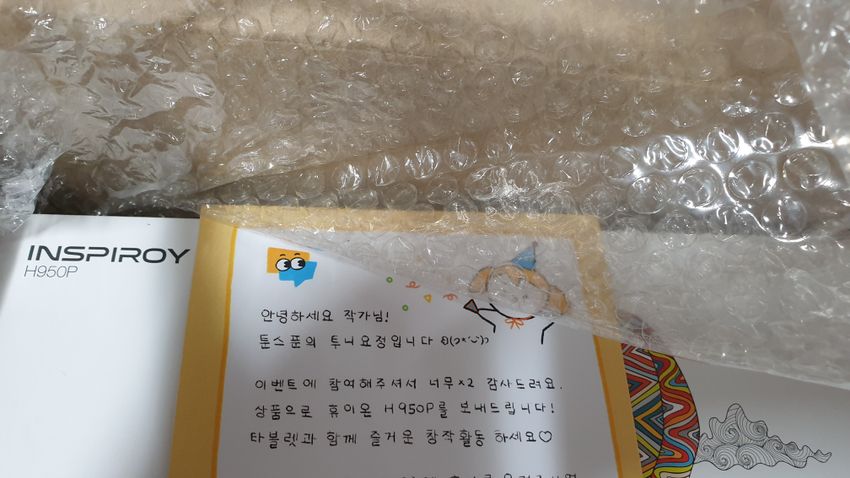 INSPIROY
H950P
안녕하세요 작가님!
툰스푼의 투니요정입니다
이벤트에 참여해주셔서 너무×2 감사드려요.
상품으로 휴이온 H950P를 보내드립니다!
타블렛과 함께 즐거운 창작활동 하세요♡